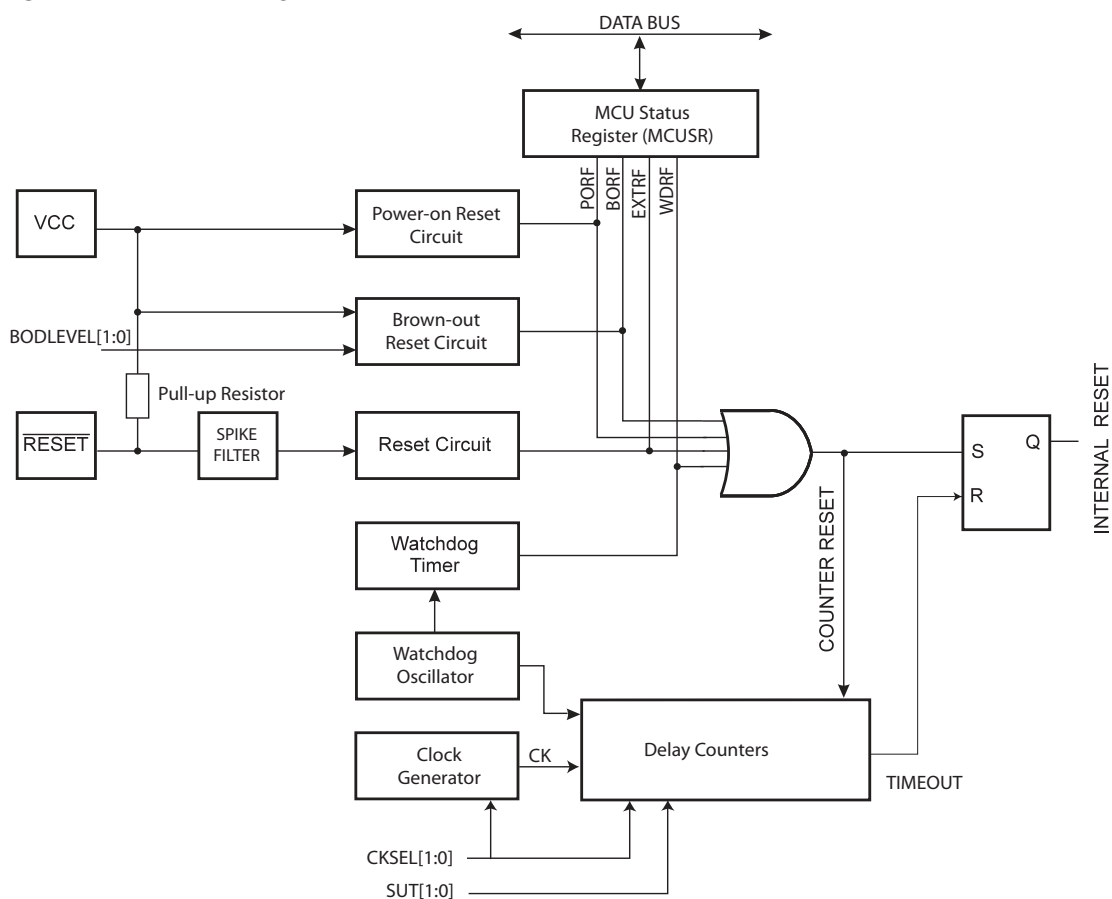 DATA BUS
MCU Status
Register (MCUSR)
PORF
BORF
EXTRF
WDRF
VCC
Power-on Reset
Circuit
BODLEVEL[1:0]
Brown-out
Reset Circuit
Pull-up Resistor
RESET
SPIKE
FILTER
Reset Circuit
S
Q
R
INTERNAL RESET
Watchdog
Timer
COUNTER RESET
Watchdog
Oscillator
Clock
Generator
CK
Delay Counters
TIMEOUT
CKSEL[1:0]
SUT[1:0]